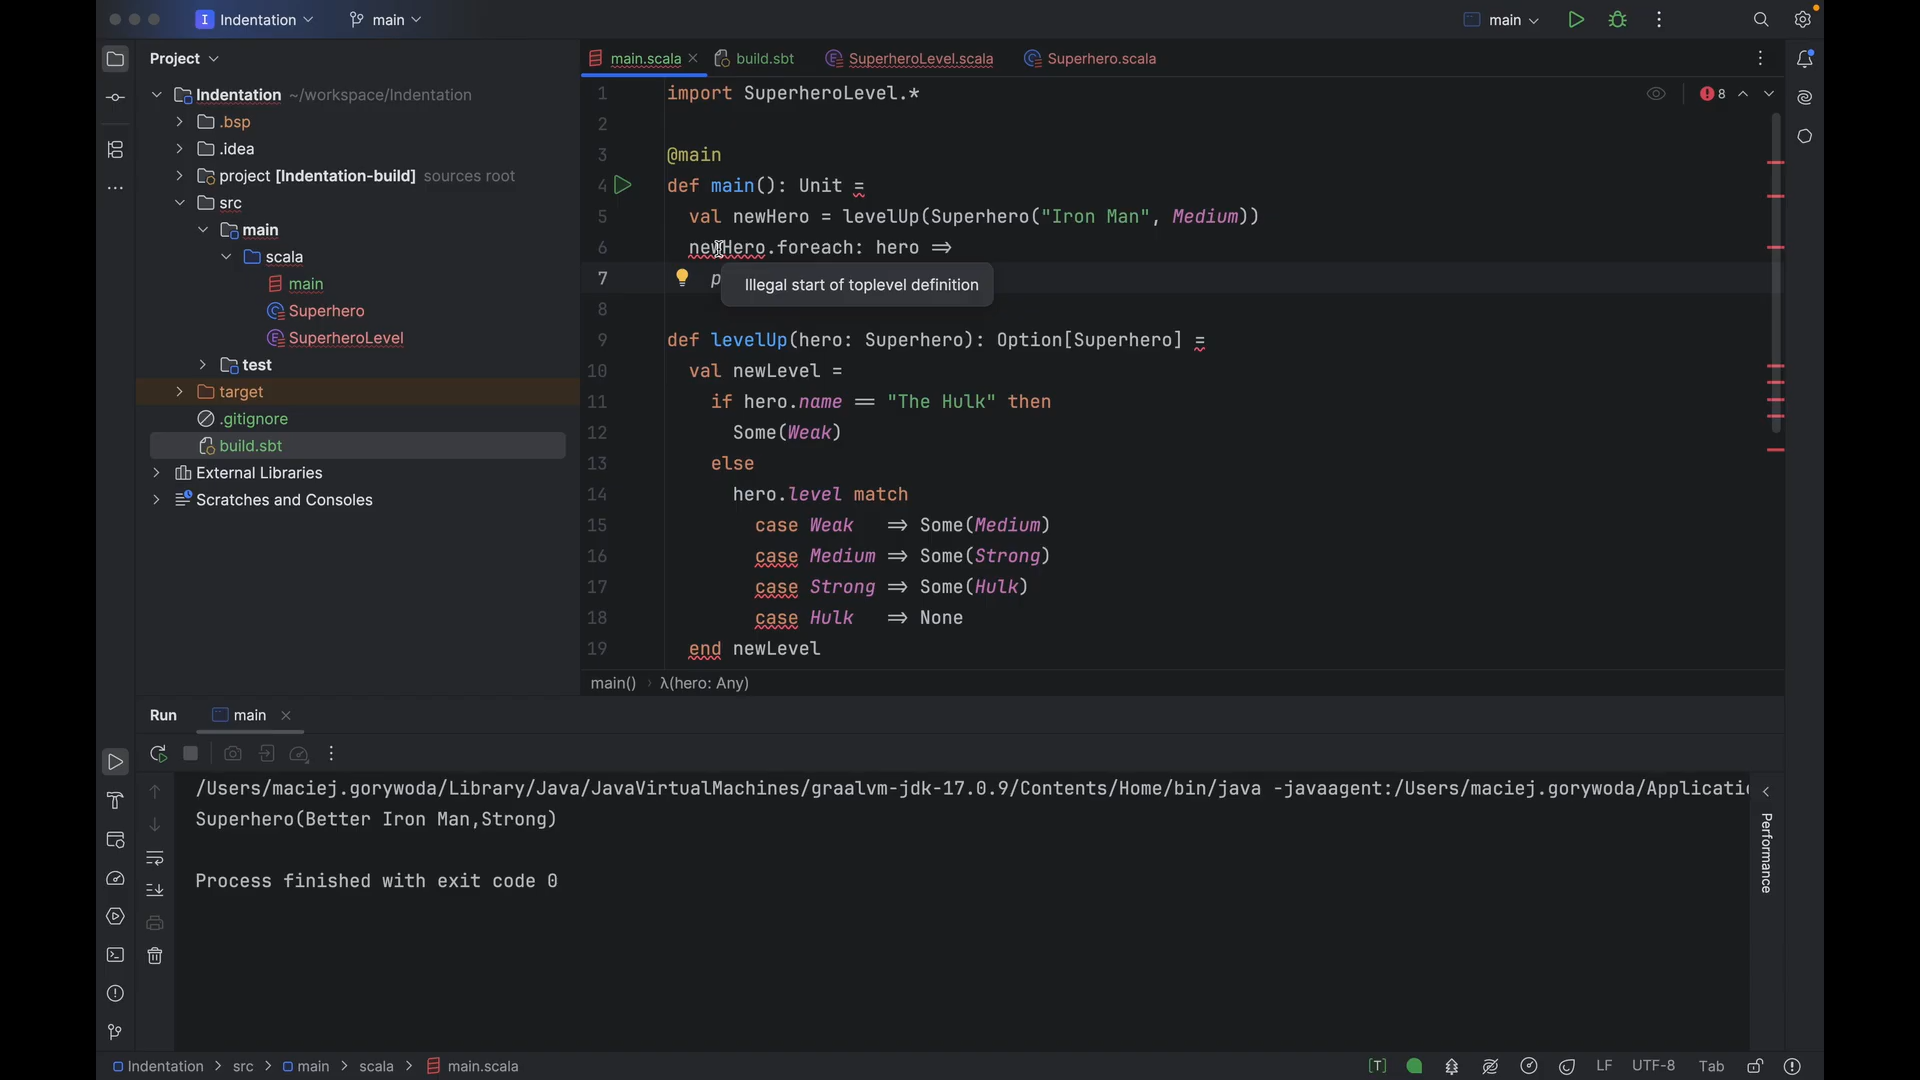 I Indentation main main
Project
Indentation ~/workspace/Indentation
.bsp
.idea
project [Indentation-build] sources root
src
main
scala
main
Superhero
SuperheroLevel
test
target
.gitignore
build.sbt
External Libraries
Scratches and Consoles
main.scala build.sbt SuperheroLevel.scala Superhero.scala
8
1 import SuperheroLevel.*
2
3 @main
4 def main(): Unit =
5 val newHero = levelUp(Superhero("Iron Man", Medium))
6 newHero.foreach: hero =>
7 p
Illegal start of toplevel definition
8
9 def levelUp(hero: Superhero): Option[Superhero] =
10 val newLevel =
11 if hero.name == "The Hulk" then
12 Some(Weak)
13 else
14 hero.level match
15 case Weak => Some(Medium)
16 case Medium => Some(Strong)
17 case Strong => Some(Hulk)
18 case Hulk => None
19 end newLevel
main() λ(hero: Any)
Run main
/Users/maciej.gorywoda/Library/Java/JavaVirtualMachines/graalvm-jdk-17.0.9/Contents/Home/bin/java -javaagent:/Users/maciej.gorywoda/Applicatio
Superhero(Better Iron Man,Strong)
Process finished with exit code 0
Performance
Indentation src main scala main.scala
[T] LF UTF-8 Tab